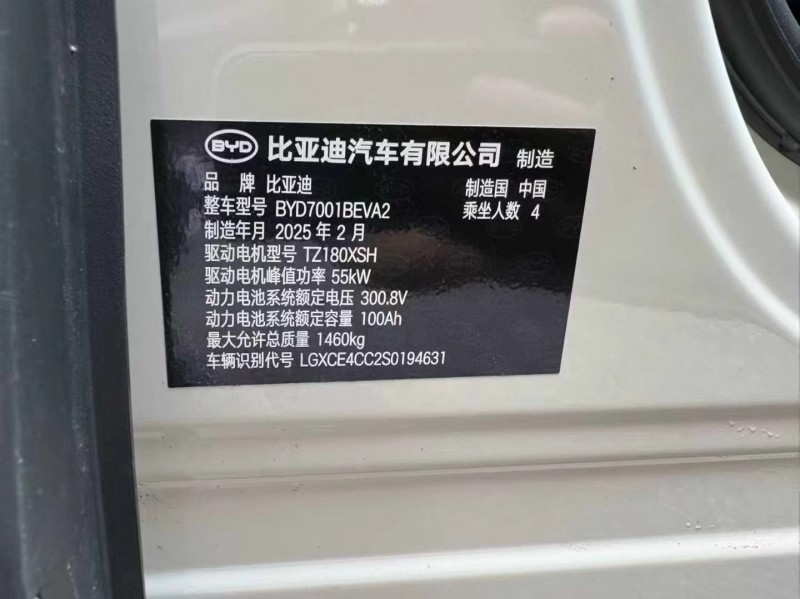 BYD 比亚迪汽车有限公司 制造
品 牌 比亚迪 制造国 中国
整车型号 BYD7001BEVA2 乘坐人数 4
制造年月 2025 年 2 月
驱动电机型号 TZ180XSH
驱动电机峰值功率 55kW
动力电池系统额定电压 300.8V
动力电池系统额定容量 100Ah
最大允许总质量 1460kg
车辆识别代号 LGXCE4CC2S0194631